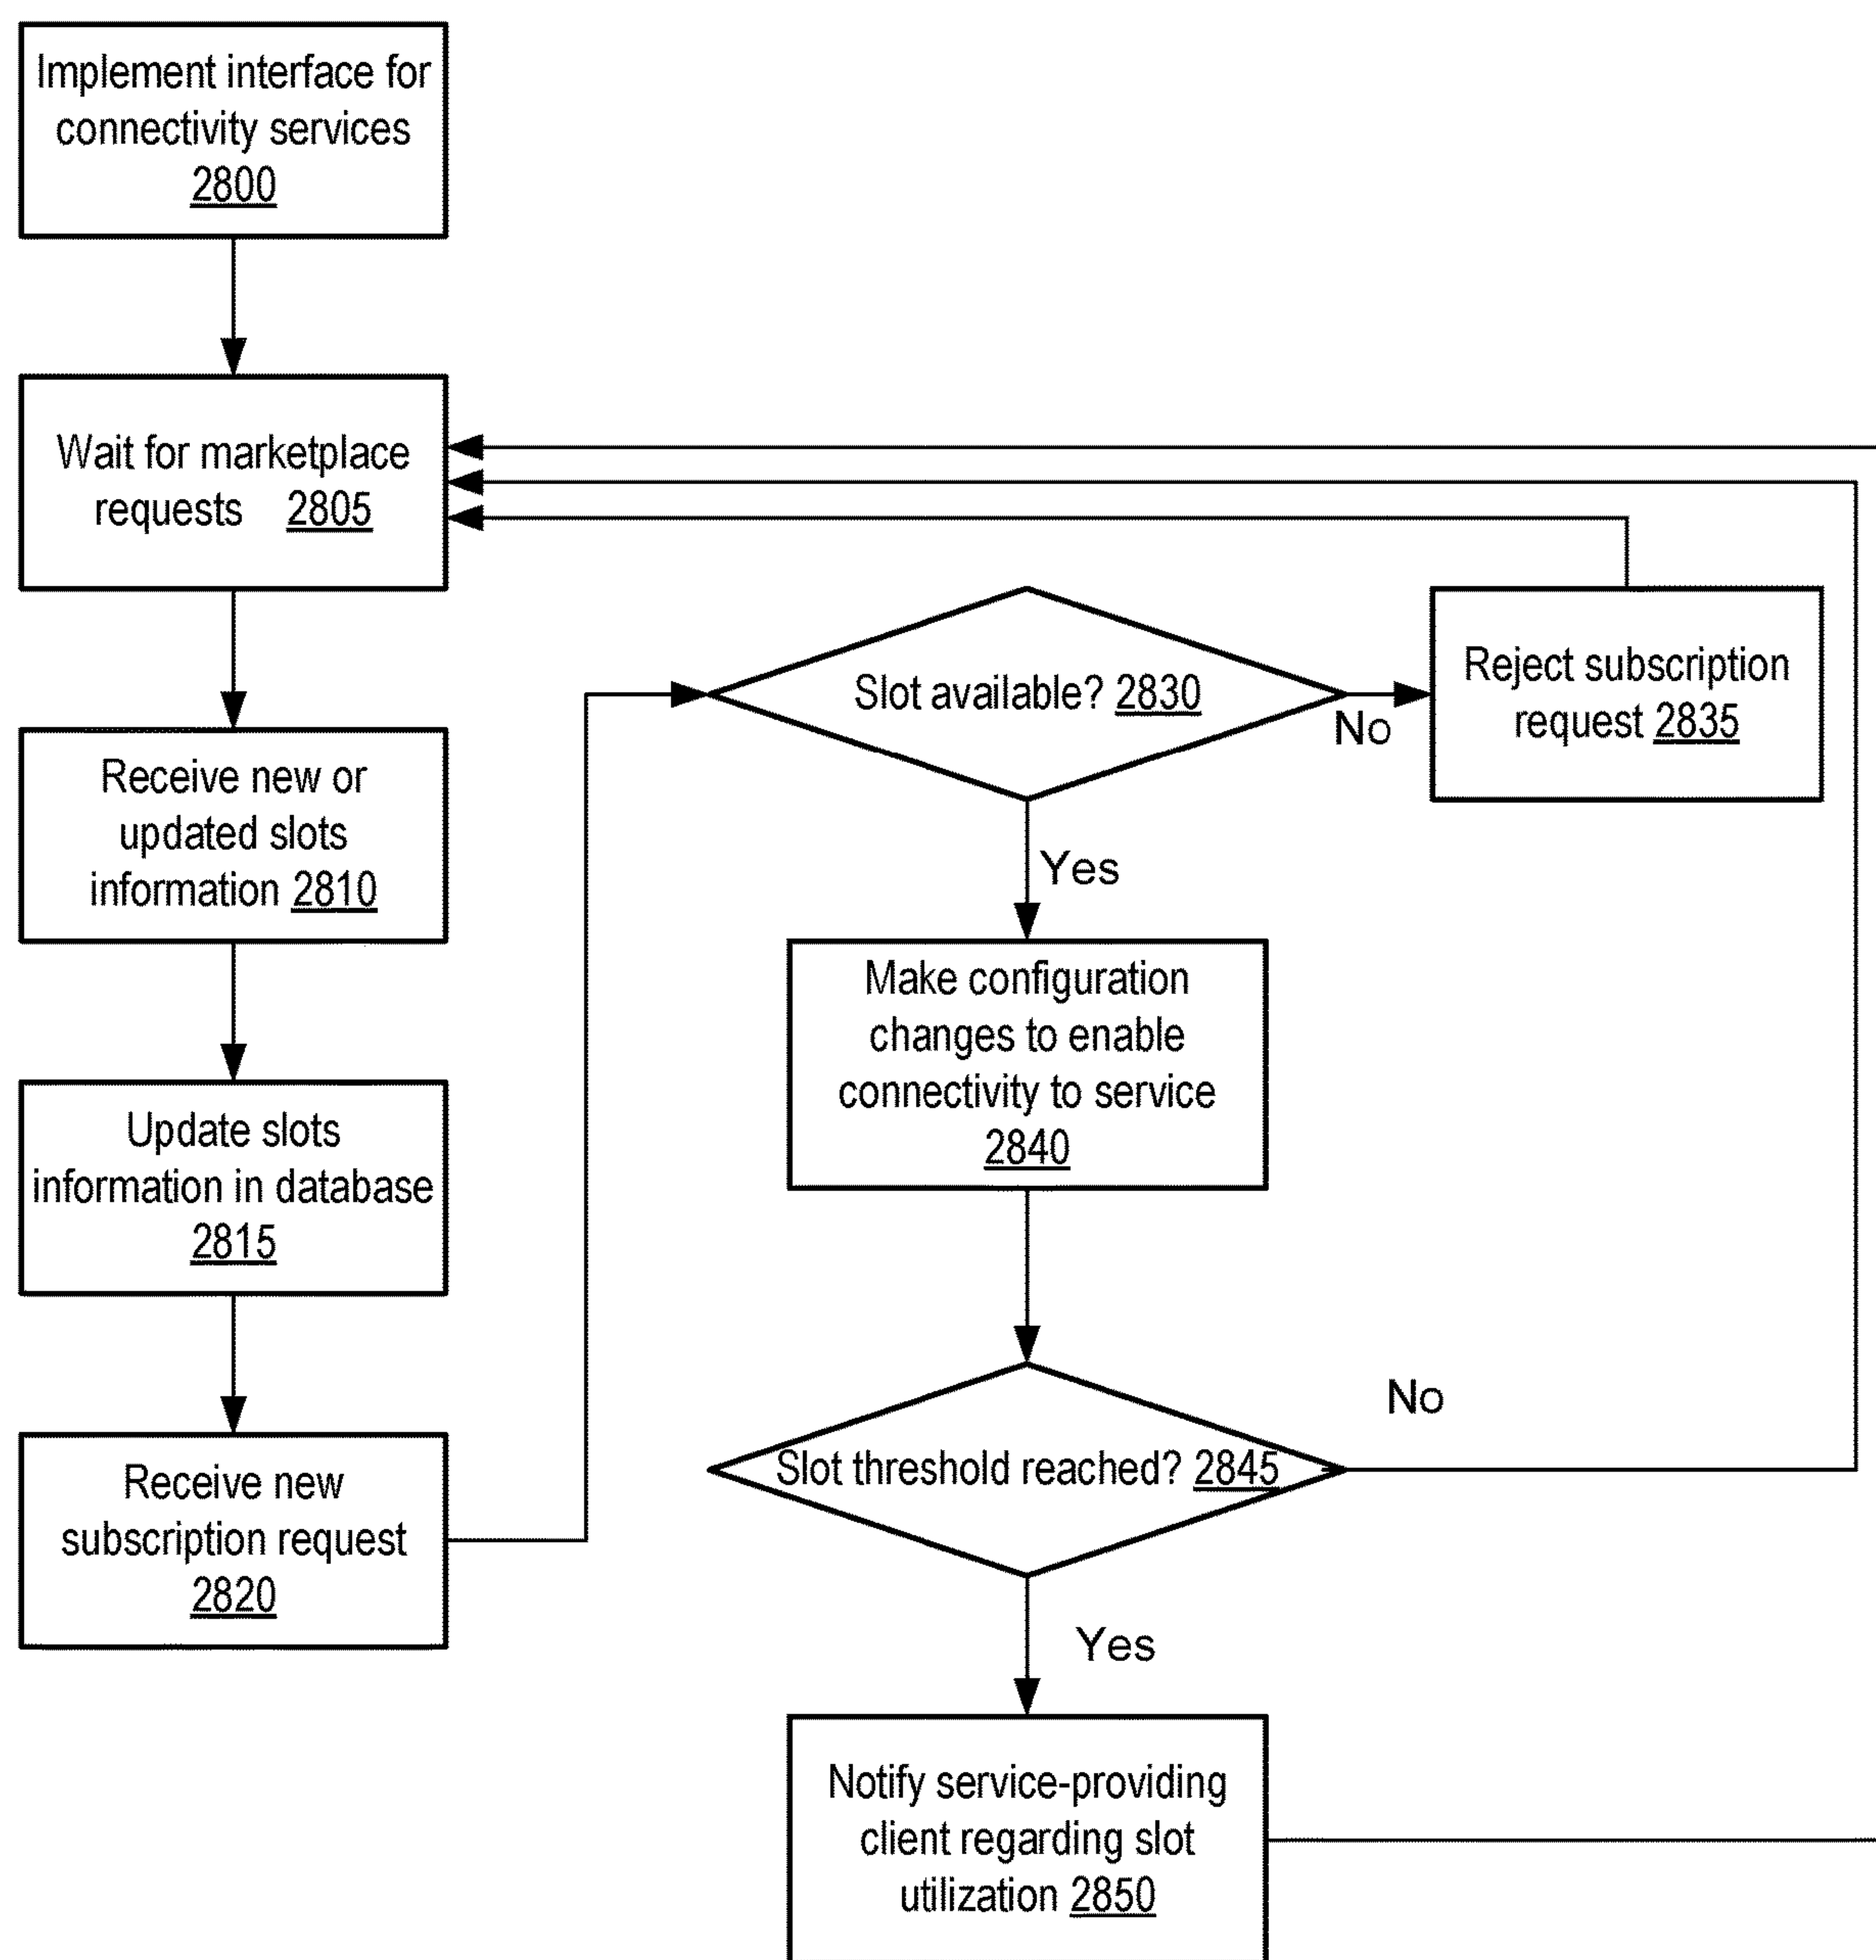 Implement interface for
connectivity services
2800
Wait for marketplace
requests 2805
Receive new or
updated slots
information 2810
Update slots
information in database
2815
Receive new
subscription request
2820
Slot available? 2830
No
Reject subscription
request 2835
Yes
Make configuration
changes to enable
connectivity to service
2840
Slot threshold reached? 2845
No
Yes
Notify service-providing
client regarding slot
utilization 2850